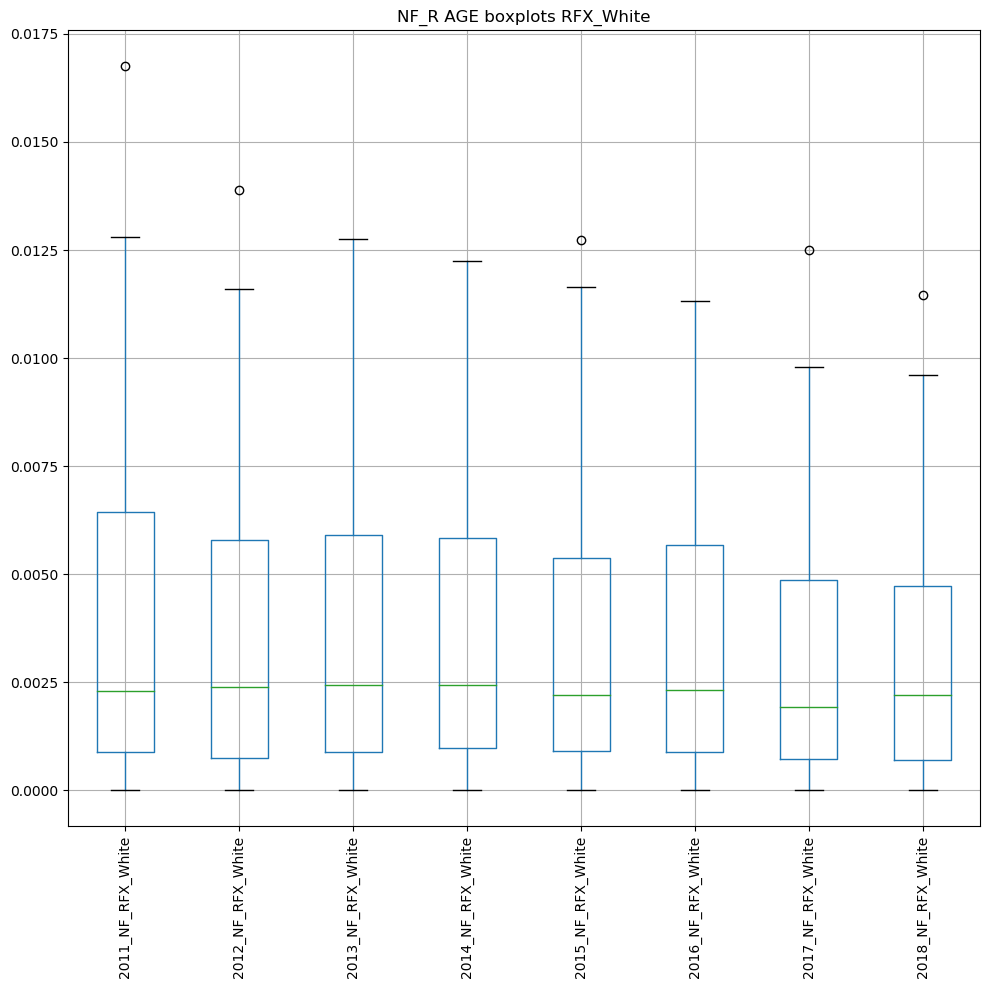 NF_R AGE boxplots RFX_White
0.0175
0.0150
0.0125
0.0100
0.0075
0.0050
0.0025
0.0000
2011_NF_RFX_White
2012_NF_RFX_White
2013_NF_RFX_White
2014_NF_RFX_White
2015_NF_RFX_White
2016_NF_RFX_White
2017_NF_RFX_White
2018_NF_RFX_White